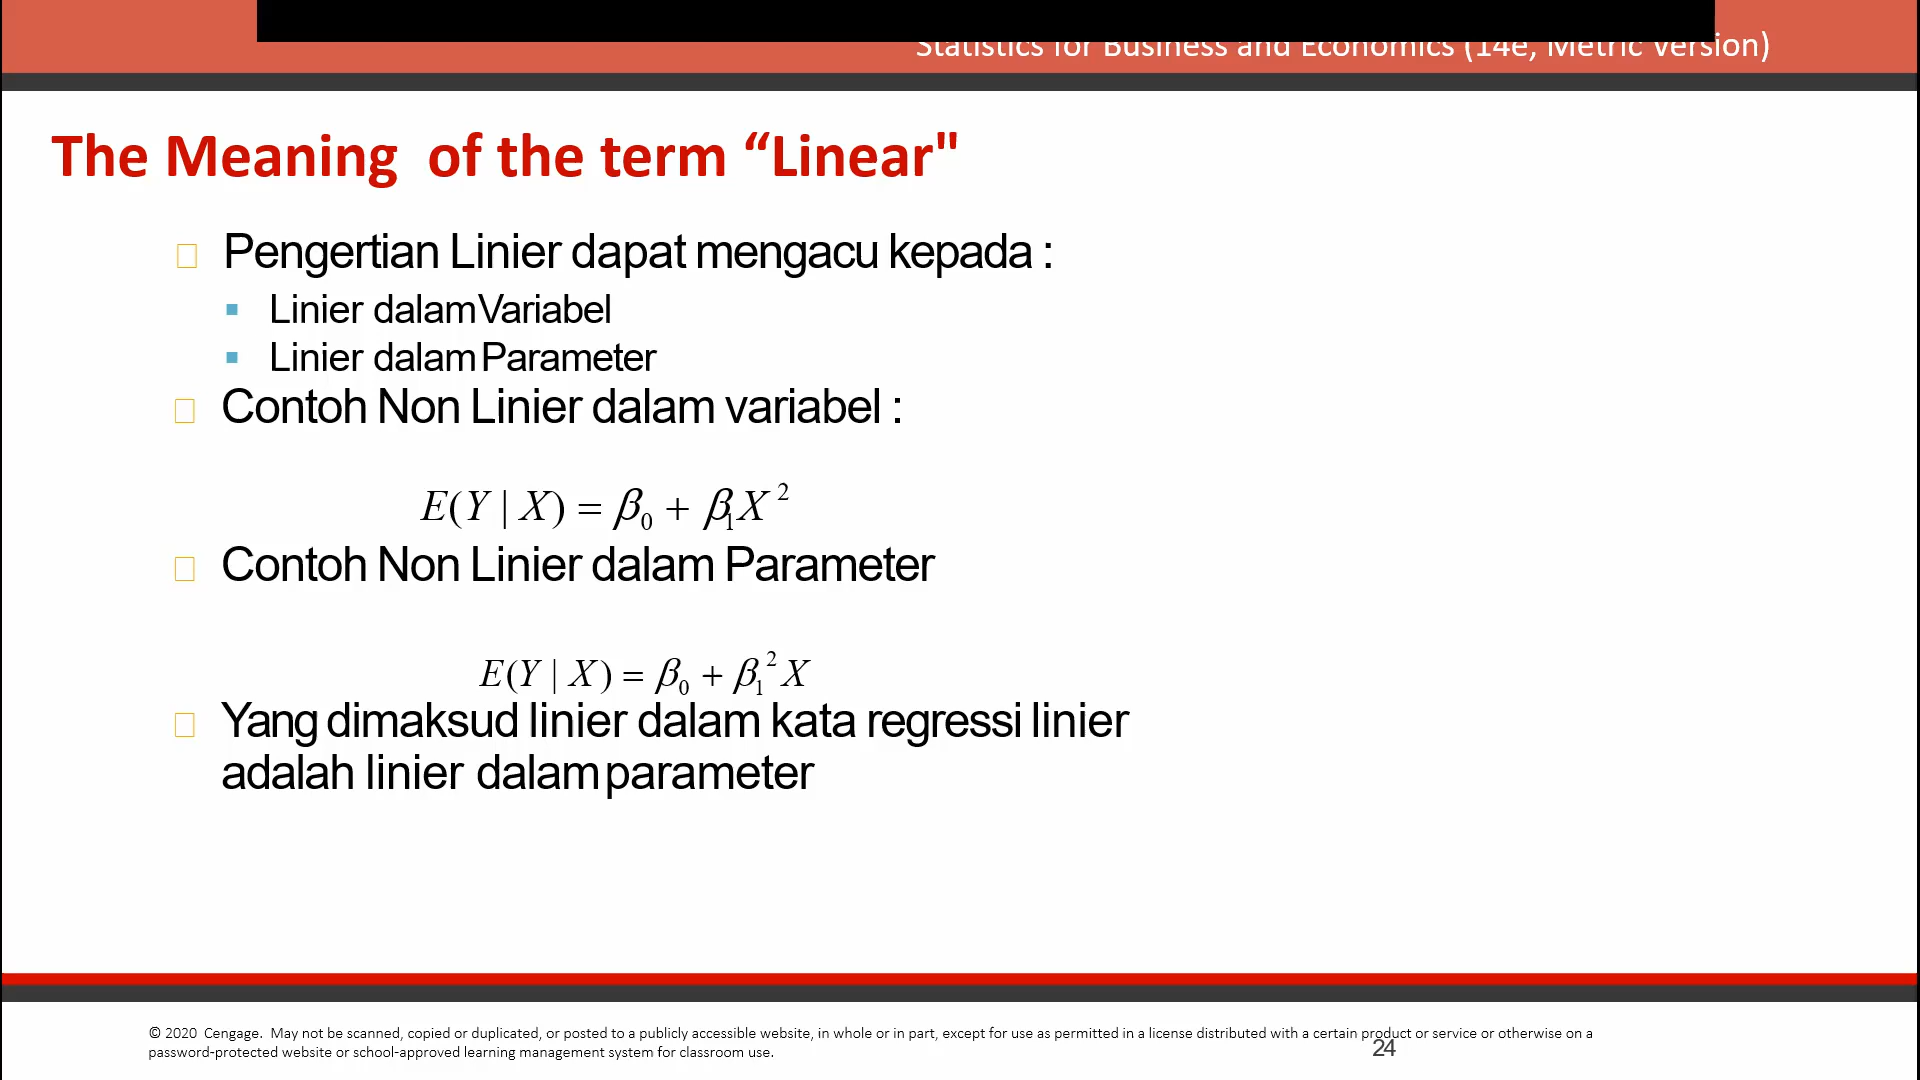 Statistics for Business and Economics (14e, Metric Version)
The Meaning of the term “Linear"
Pengertian Linier dapat mengacu kepada :
Linier dalam Variabel
Linier dalam Parameter
Contoh Non Linier dalam variabel :
E(Y | X) = β₀ + β₁X²
Contoh Non Linier dalam Parameter
E(Y | X) = β₀ + β₁² X
Yang dimaksud linier dalam kata regressi linier
adalah linier dalam parameter
© 2020 Cengage. May not be scanned, copied or duplicated, or posted to a publicly accessible website, in whole or in part, except for use as permitted in a license distributed with a certain product or service or otherwise on a
password-protected website or school-approved learning management system for classroom use.
24